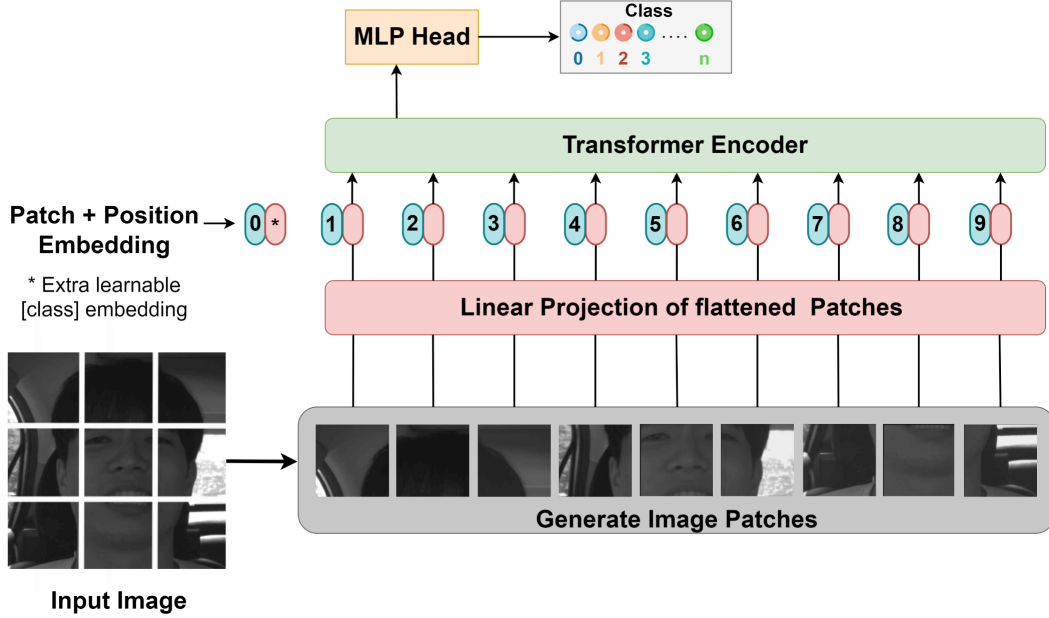 Class
MLP Head
0 1 2 3 .... n
Transformer Encoder
Patch + Position
Embedding
0 * 1 2 3 4 5 6 7 8 9
* Extra learnable
[class] embedding
Linear Projection of flattened Patches
Generate Image Patches
Input Image